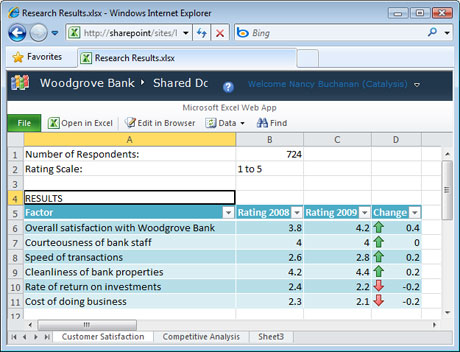 Research Results.xlsx - Windows Internet Explorer
http://sharepoint/sites/l
Bing
Favorites
Research Results.xlsx
Woodgrove Bank
Shared Dc
Welcome Nancy Buchanan (Catalysis)
Microsoft Excel Web App
File Open in Excel Edit in Browser Data Find
A B C D
1 Number of Respondents: 724
2 Rating Scale: 1 to 5
3
4 RESULTS
5 Factor Rating 2008 Rating 2009 Change
6 Overall satisfaction with Woodgrove Bank 3.8 4.2 0.4
7 Courteousness of bank staff 4 4 0
8 Speed of transactions 2.6 2.8 0.2
9 Cleanliness of bank properties 4.2 4.4 0.2
10 Rate of return on investments 2.4 2.2 -0.2
11 Cost of doing business 2.3 2.1 -0.2
12
Customer Satisfaction Competitive Analysis Sheet3